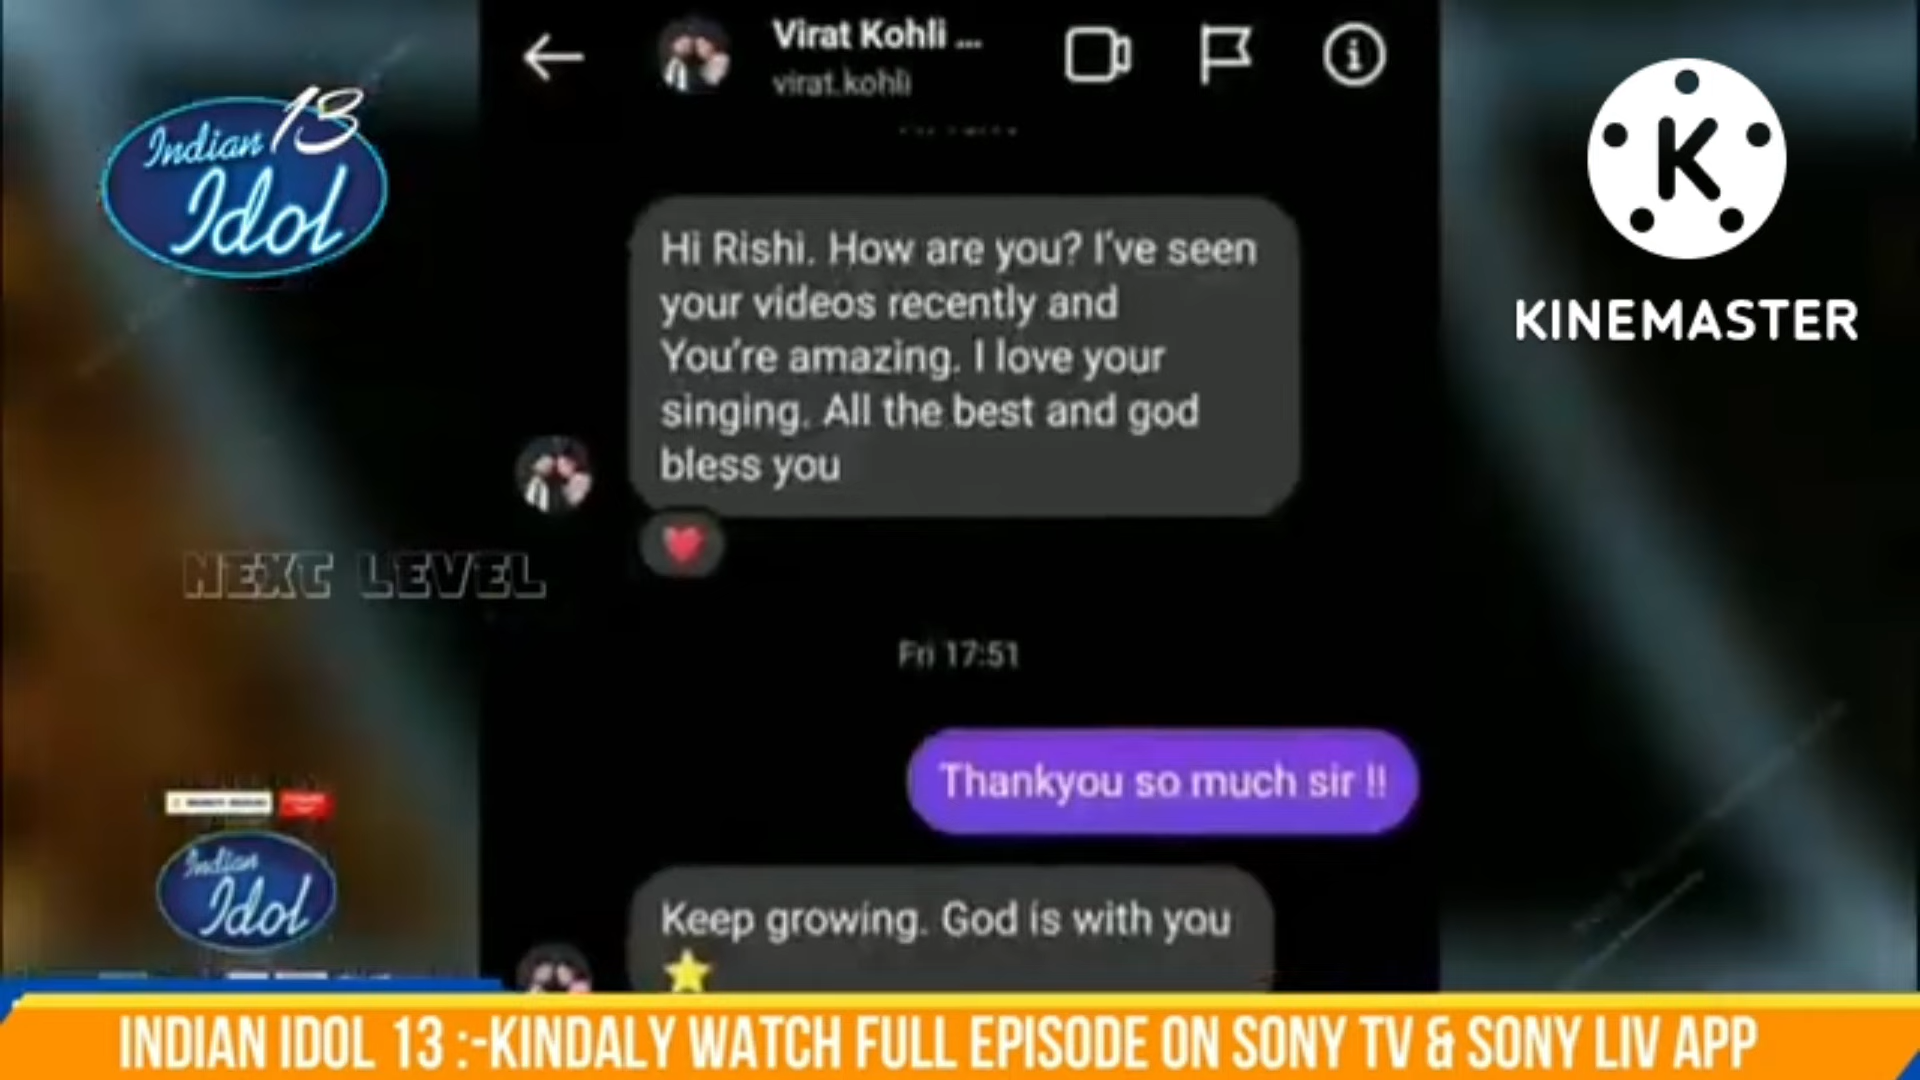 Virat Kohli ...
virat.kohli
Indian 13
Idol
KINEMASTER
Hi Rishi. How are you? I've seen
your videos recently and
You're amazing. I love your
singing. All the best and god
bless you
NEXT LEVEL
Fri 17:51
Thankyou so much sir !!
Keep growing. God is with you
Indian
Idol
INDIAN IDOL 13 :-KINDALY WATCH FULL EPISODE ON SONY TV & SONY LIV APP